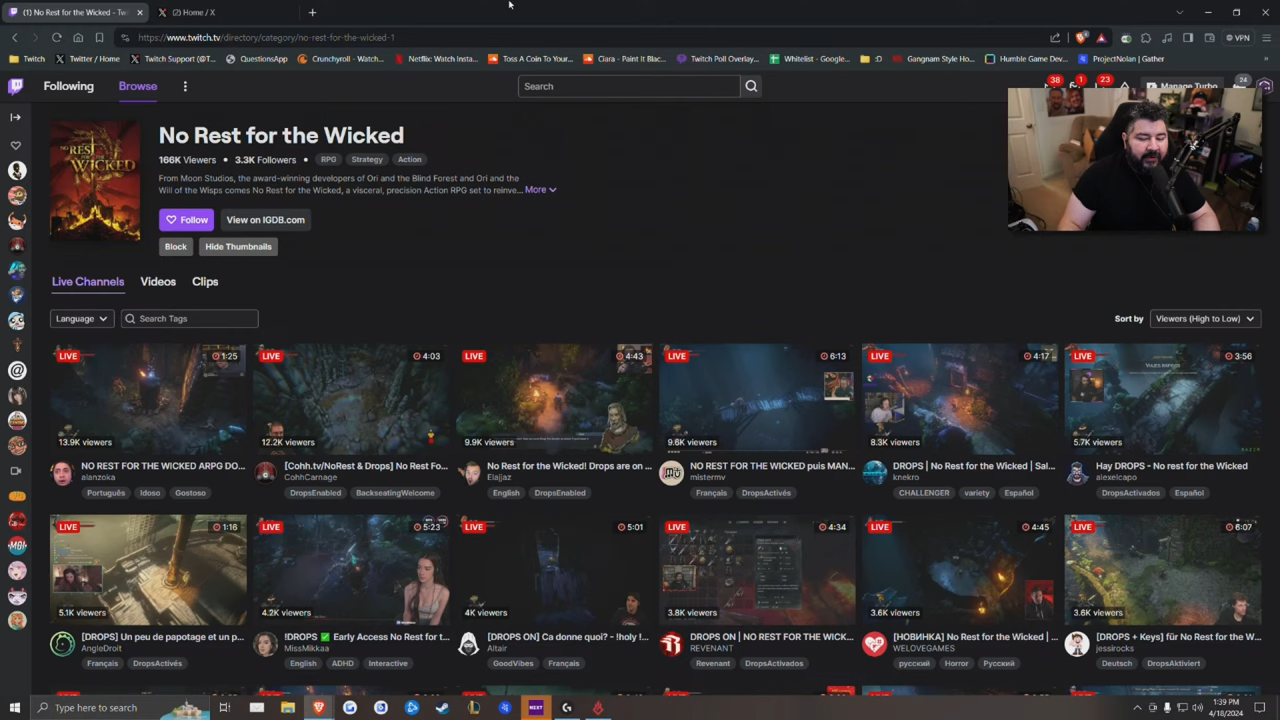 (1) No Rest for the Wicked - Tw
(2) Home / X
https://www.twitch.tv/directory/category/no-rest-for-the-wicked-1
VPN
Twitch
Twitter / Home
Twitch Support (@T...
QuestionsApp
Crunchyroll - Watch...
Netflix: Watch Insta...
Toss A Coin To Your...
Ciara - Paint It Blac...
Twitch Poll Overlay...
Whitelist - Google...
:D
Gangnam Style Ho...
Humble Game Dev...
ProjectNolan | Gather
Following
Browse
Search
38
1
23
Manage Turbo
24
NO REST FOR THE WICKED
No Rest for the Wicked
166K Viewers • 3.3K Followers • RPG Strategy Action
From Moon Studios, the award-winning developers of Ori and the Blind Forest and Ori and the
Will of the Wisps comes No Rest for the Wicked, a visceral, precision Action RPG set to reinve... More
Follow
View on IGDB.com
Block
Hide Thumbnails
Live Channels
Videos
Clips
Language
Search Tags
Sort by
Viewers (High to Low)
LIVE
1:25
13.9K viewers
NO REST FOR THE WICKED ARPG DO...
alanzoka
Português Idoso Gostoso
LIVE
4:03
12.2K viewers
[Cohh.tv/NoRest & Drops] No Rest Fo...
CohhCarnage
DropsEnabled BackseatingWelcome
LIVE
4:43
9.9K viewers
No Rest for the Wicked! Drops are on ...
Elajjaz
English DropsEnabled
LIVE
6:13
9.6K viewers
NO REST FOR THE WICKED puis MAN...
mistermv
Français DropsActivés
LIVE
4:17
8.3K viewers
DROPS | No Rest for the Wicked | Sal...
knekro
CHALLENGER variety Español
LIVE
3:56
VIAJES RÁPIDOS
5.7K viewers
Hay DROPS - No rest for the Wicked
alexelcapo
DropsActivados Español
LIVE
1:16
5.1K viewers
[DROPS] Un peu de papotage et un p...
AngleDroit
Français DropsActivés
LIVE
5:23
4.2K viewers
!DROPS ✅ Early Access No Rest for t...
MissMikkaa
English ADHD Interactive
LIVE
5:01
4K viewers
[DROPS ON] Ca donne quoi? - !holy !...
Altair
GoodVibes Français
LIVE
4:34
3.8K viewers
DROPS ON | NO REST FOR THE WICK...
REVENANT
Revenant DropsActivados
LIVE
4:45
3.6K viewers
[НОВИНКА] No Rest for the Wicked | ...
WELOVEGAMES
русский Horror Русский
LIVE
6:07
3.6K viewers
[DROPS + Keys] für No Rest for the W...
jessirocks
Deutsch DropsAktiviert
Type here to search
NZXT
1:39 PM
4/18/2024